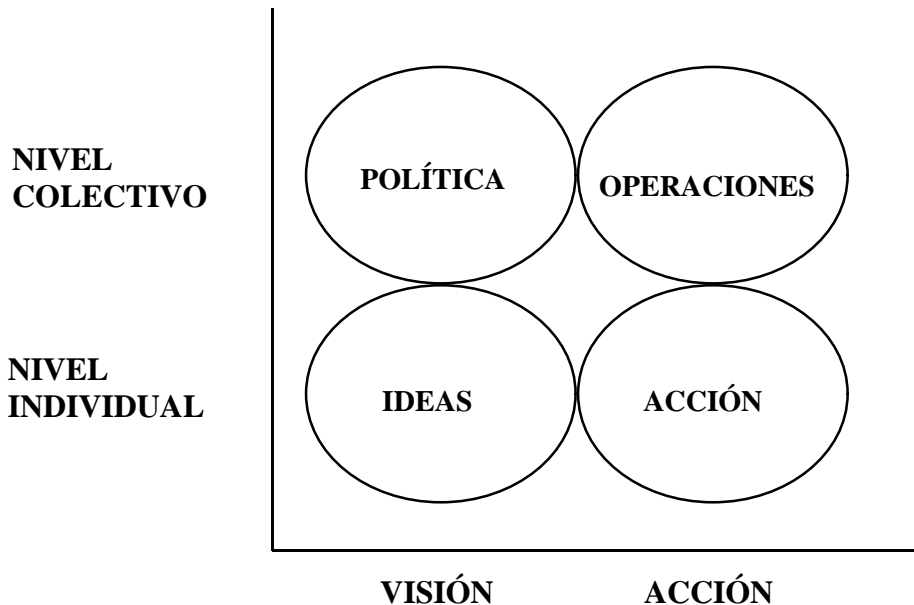 NIVEL
COLECTIVO
POLÍTICA
OPERACIONES
NIVEL
INDIVIDUAL
IDEAS
ACCIÓN
VISIÓN
ACCIÓN